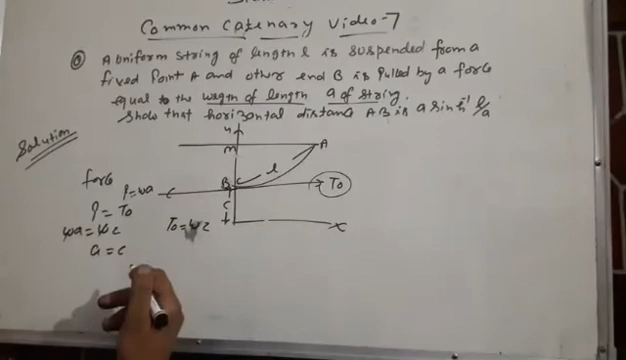 Common Catenary Video-7
Q A Uniform String of length l is suspended from a
fixed Point A and other end B is Pulled by a force
equal to the weight of length a of string.
Show that horizontal distance AB is a sinh⁻¹ l/a
Solution
y
M
A
l
force
P=wa
B
C
T₀
P = T₀
C
wa = wc
T₀ = wc
x
a = c